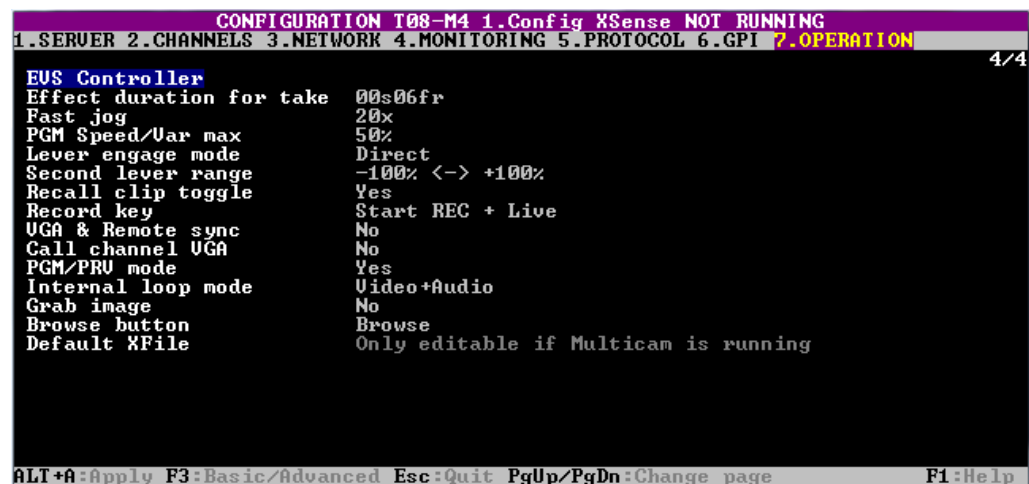 CONFIGURATION T08-M4 1.Config XSense NOT RUNNING
1.SERVER 2.CHANNELS 3.NETWORK 4.MONITORING 5.PROTOCOL 6.GPI 7.OPERATION
4/4
EVS Controller
Effect duration for take 00s06fr
Fast jog 20x
PGM Speed/Var max 50%
Lever engage mode Direct
Second lever range -100% <-> +100%
Recall clip toggle Yes
Record key Start REC + Live
VGA & Remote sync No
Call channel VGA No
PGM/PRV mode Yes
Internal loop mode Video+Audio
Grab image No
Browse button Browse
Default XFile Only editable if Multicam is running
ALT+A:Apply F3:Basic/Advanced Esc:Quit PgUp/PgDn:Change page F1:Help